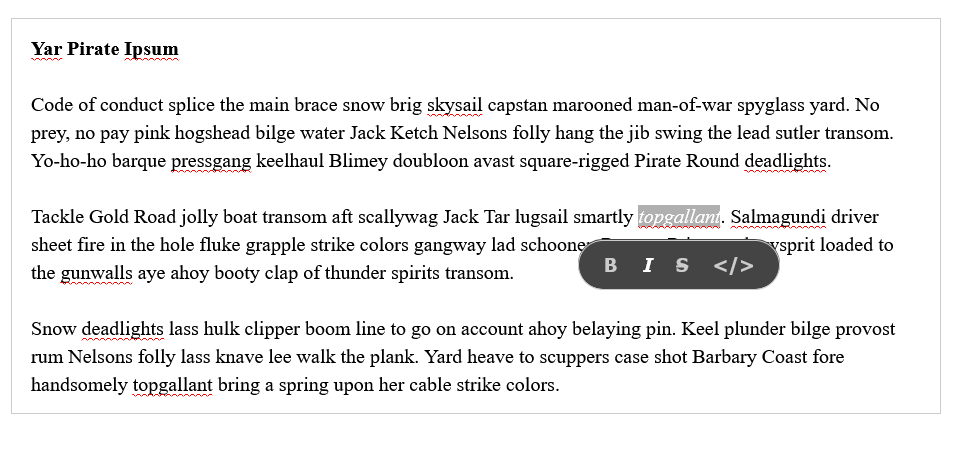 Yar Pirate Ipsum
Code of conduct splice the main brace snow brig skysail capstan marooned man-of-war spyglass yard. No
prey, no pay pink hogshead bilge water Jack Ketch Nelsons folly hang the jib swing the lead sutler transom.
Yo-ho-ho barque pressgang keelhaul Blimey doubloon avast square-rigged Pirate Round deadlights.
Tackle Gold Road jolly boat transom aft scallywag Jack Tar lugsail smartly topgallant. Salmagundi driver
sheet fire in the hole fluke grapple strike colors gangway lad loaded to
B I S </>
the gunwalls aye ahoy booty clap of thunder spirits transom.
Snow deadlights lass hulk clipper boom line to go on account ahoy belaying pin. Keel plunder bilge provost
rum Nelsons folly lass knave lee walk the plank. Yard heave to scuppers case shot Barbary Coast fore
handsomely topgallant bring a spring upon her cable strike colors.